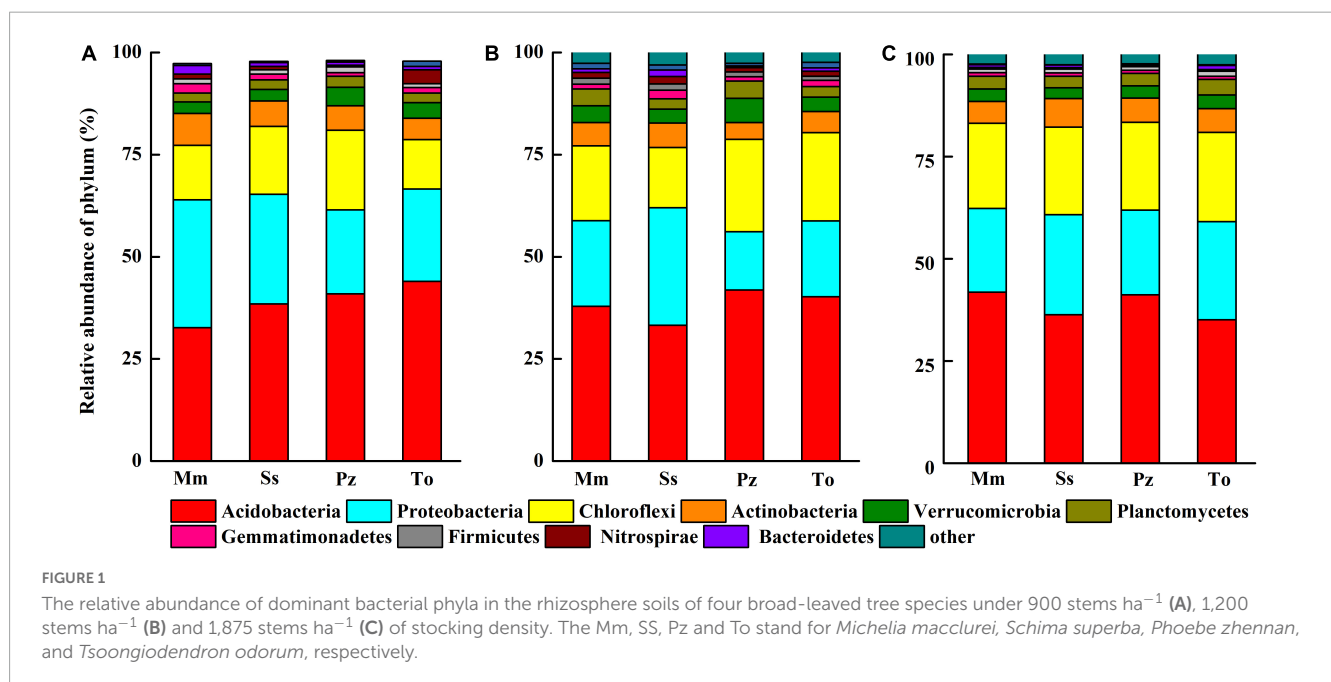 A
B
C
Relative abundance of phylum (%)
100
75
50
25
0
Mm Ss Pz To
100
75
50
25
0
Mm Ss Pz To
100
75
50
25
0
Mm Ss Pz To
Acidobacteria Proteobacteria Chloroflexi Actinobacteria Verrucomicrobia Planctomycetes
Gemmatimonadetes Firmicutes Nitrospirae Bacteroidetes other
FIGURE 1
The relative abundance of dominant bacterial phyla in the rhizosphere soils of four broad-leaved tree species under 900 stems ha⁻¹ (A), 1,200
stems ha⁻¹ (B) and 1,875 stems ha⁻¹ (C) of stocking density. The Mm, SS, Pz and To stand for Michelia macclurei, Schima superba, Phoebe zhennan,
and Tsoongiodendron odorum, respectively.